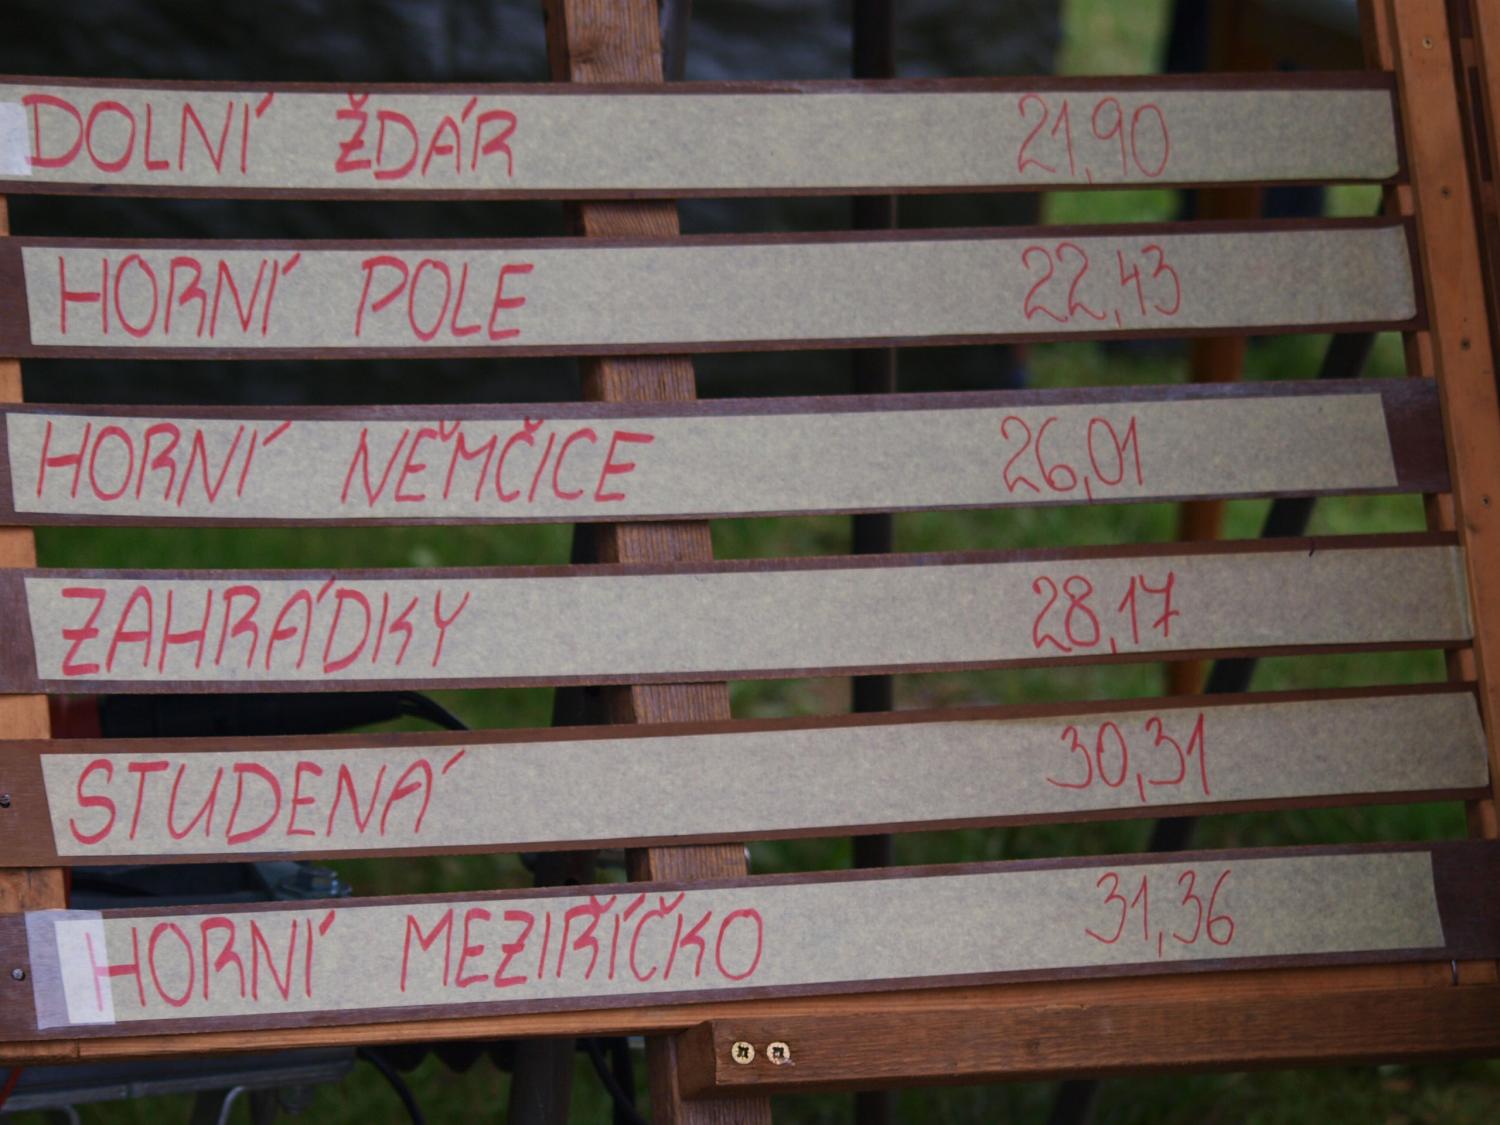 DOLNÍ ŽDÁR 21,90
HORNÍ POLE 22,43
HORNÍ NĚMČICE 26,01
ZAHRÁDKY 28,17
STUDENÁ 30,31
HORNÍ MEZIŘÍČKO 31,36